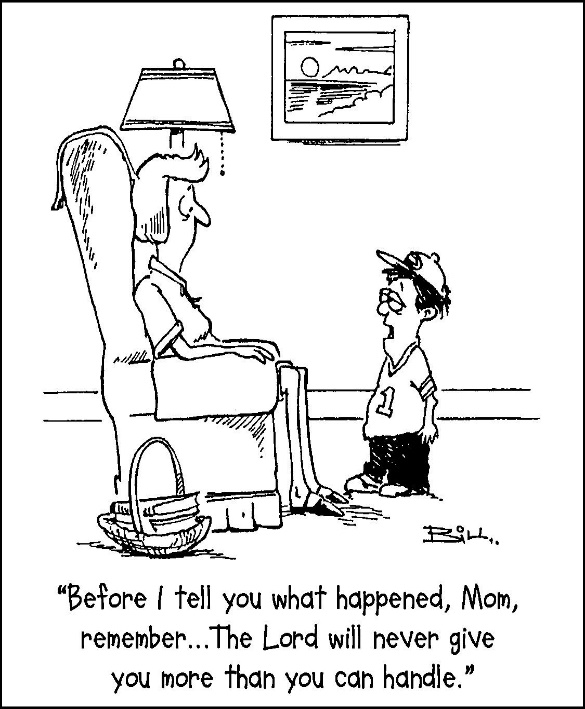 1
Bill..
“Before I tell you what happened, Mom,
remember...The Lord will never give
you more than you can handle.”